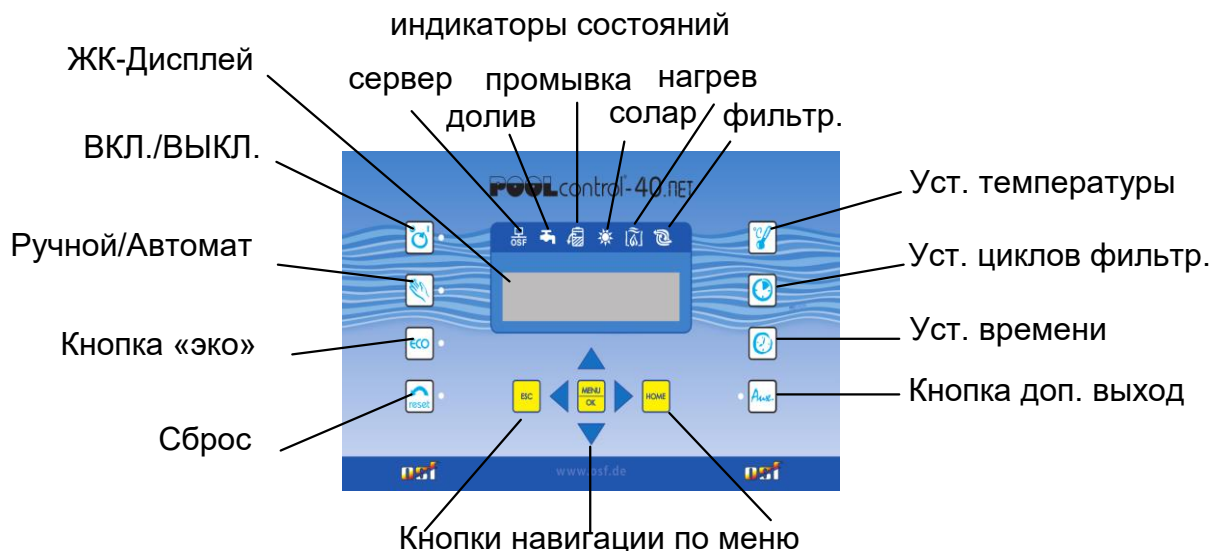 индикаторы состояний
ЖК-Дисплей
сервер промывка нагрев
долив солар фильтр.
ВКЛ./ВЫКЛ.
POOLcontrol-40.net
Уст. температуры
OSF
Ручной/Автомат
Уст. циклов фильтр.
Кнопка «эко»
eco
Уст. времени
reset
ESC
MENU
OK
HOME
Aux.
Кнопка доп. выход
Сброс
osf
www.osf.de
osf
Кнопки навигации по меню